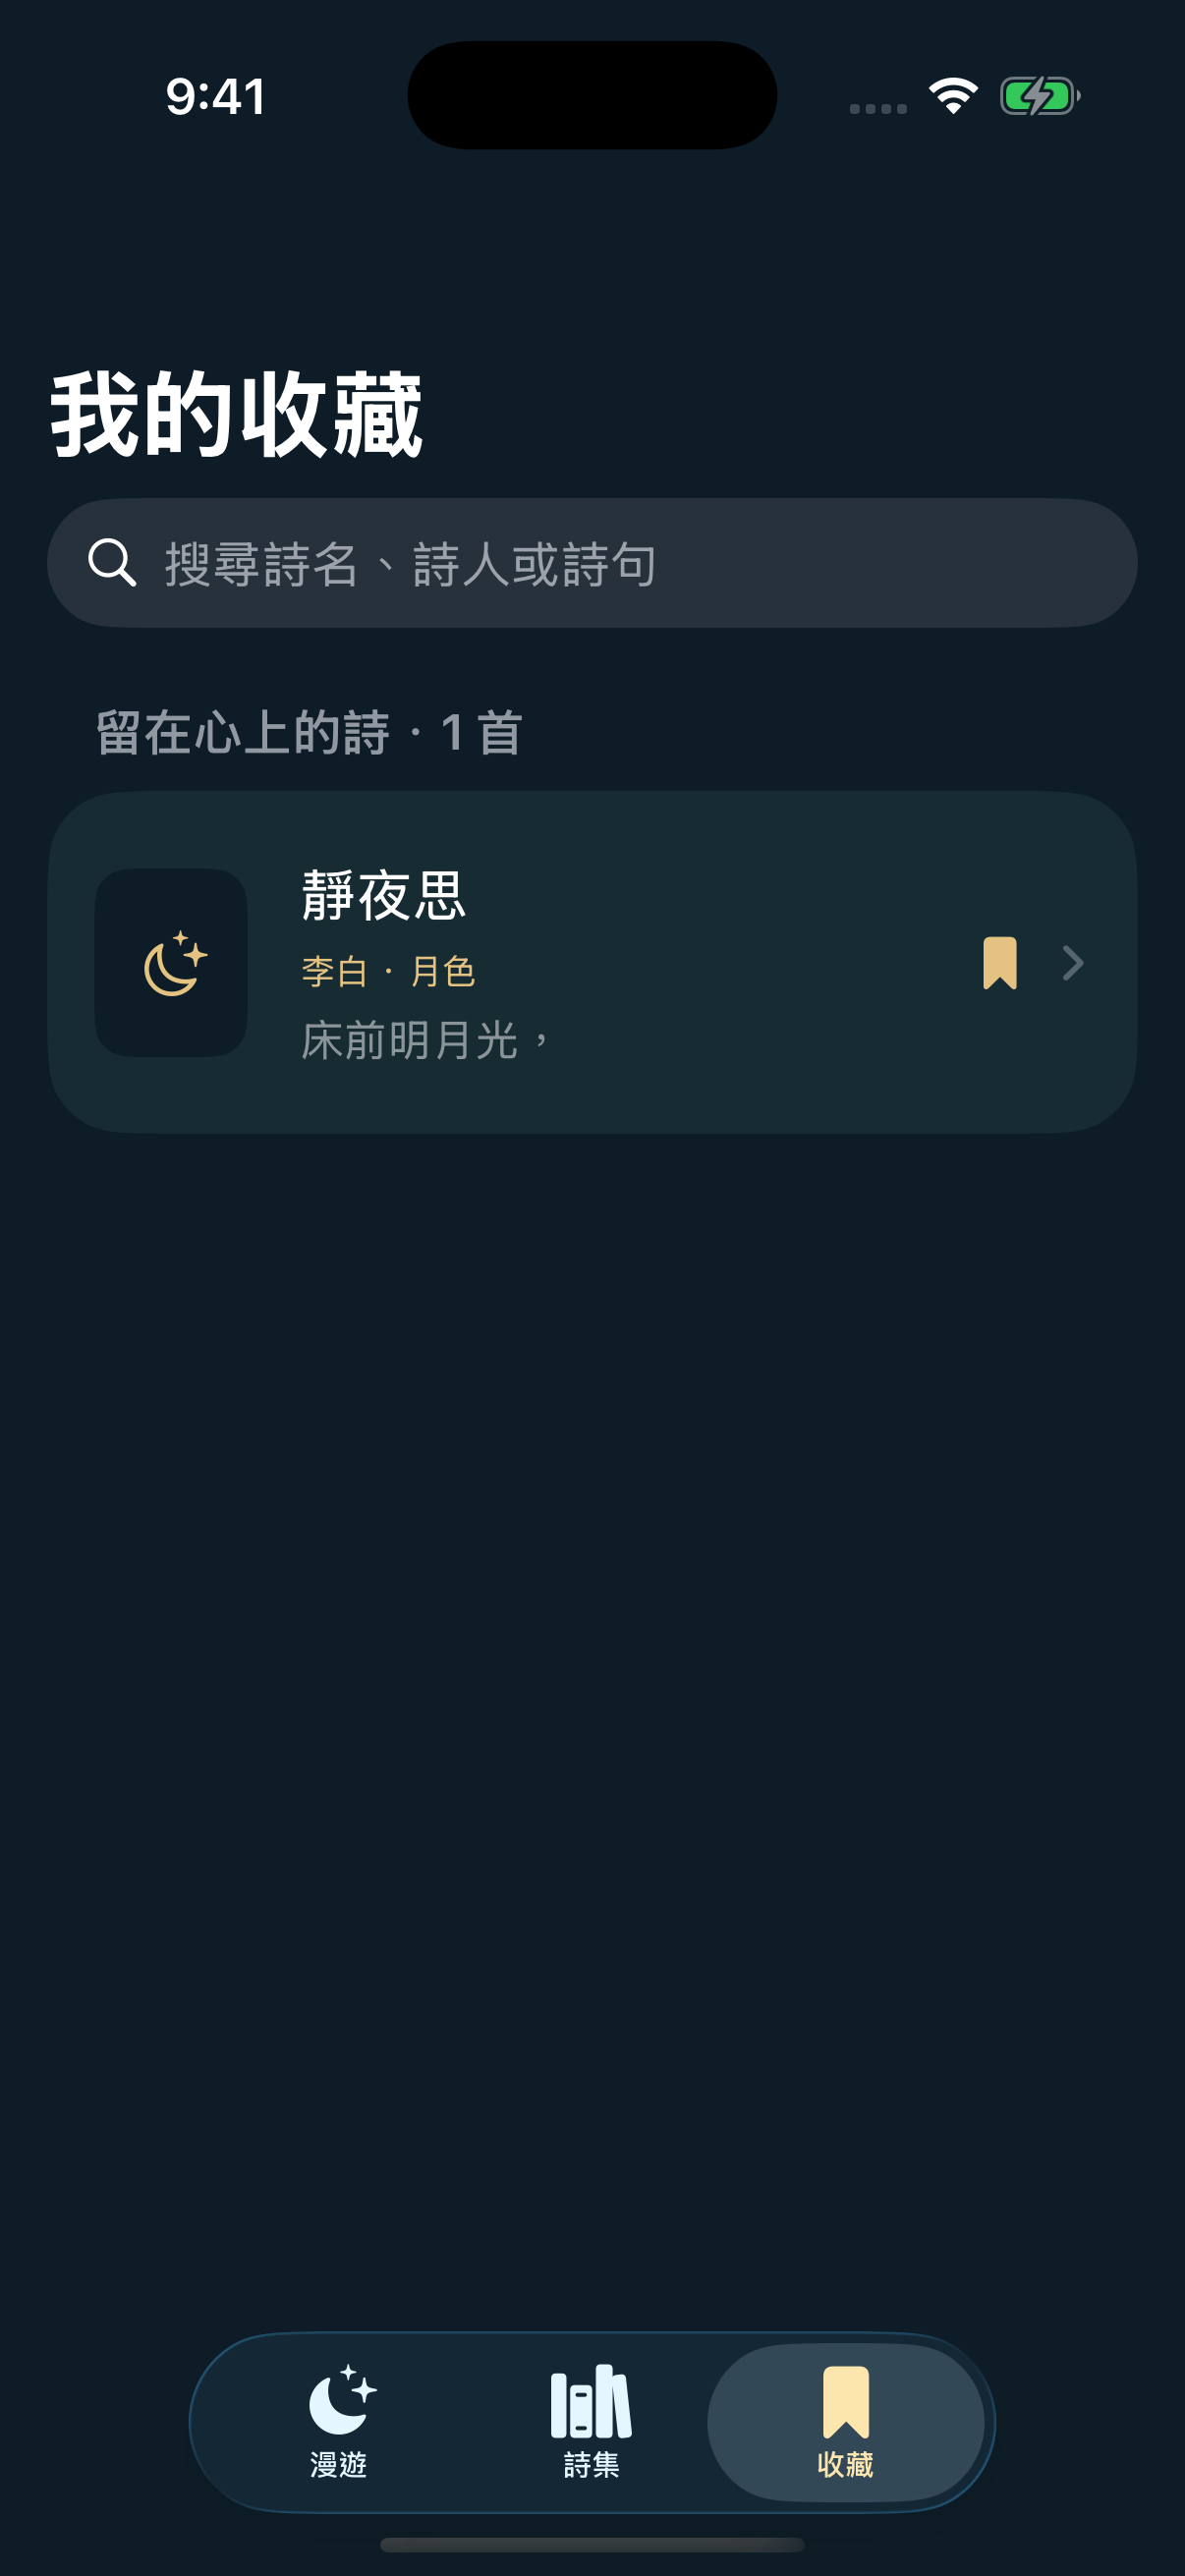 9:41
我的收藏
搜尋詩名、詩人或詩句
留在心上的詩 · 1 首
靜夜思
李白 · 月色
床前明月光，
漫遊
詩集
收藏